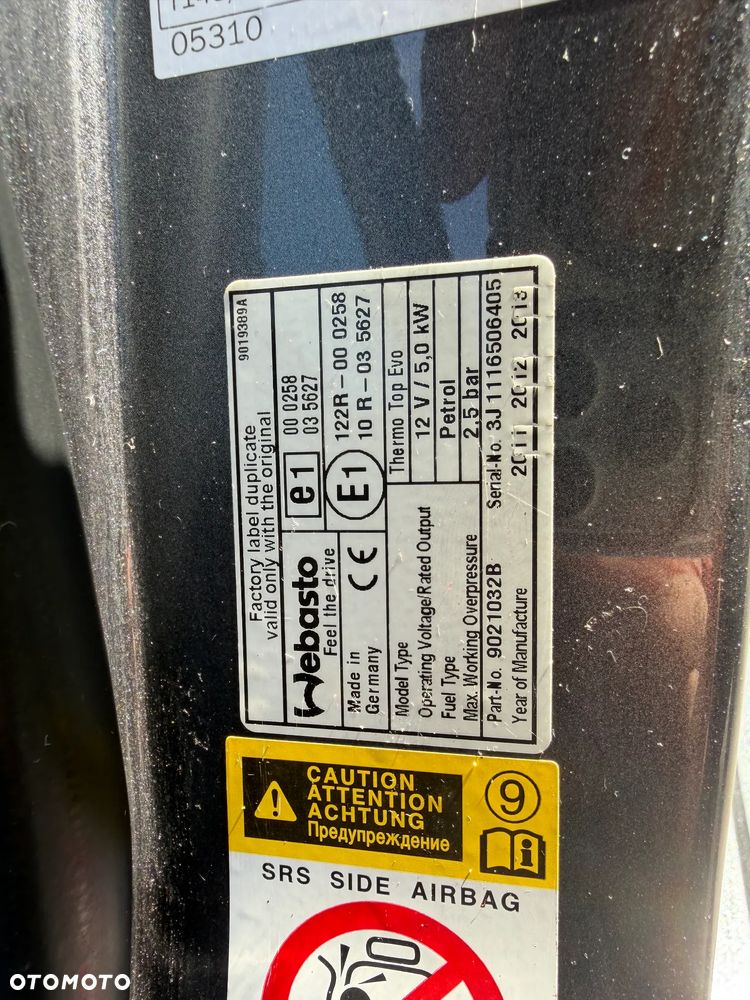 05310
Factory label duplicate
valid only with the original
9019389A
Webasto
Feel the drive
e1
00 0258
03 5627
Made in
Germany
CE
E1
122R-00 0258
10 R-03 5627
Model Type Thermo Top Evo
Operating Voltage/Rated Output 12 V / 5,0 kW
Fuel Type Petrol
Max. Working Overpressure 2,5 bar
Part-No. 9021032B Serial-No. 3J 1116506405
Year of Manufacture 2011 2012 2013
CAUTION
ATTENTION
ACHTUNG
Предупреждение
9
i
SRS SIDE AIRBAG
OTOMOTO